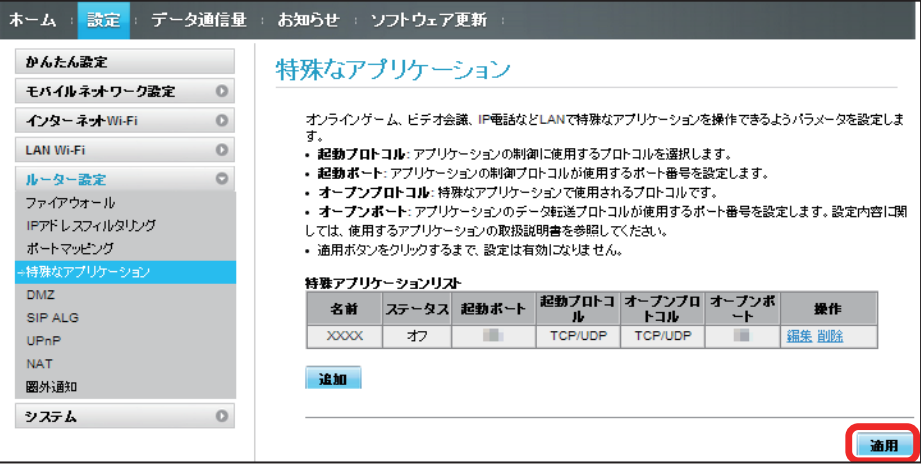 ホーム : 設定 : データ通信量 : お知らせ : ソフトウェア更新 :
かんたん設定
モバイルネットワーク設定
インターネットWi-Fi
LAN Wi-Fi
ルーター設定
ファイアウォール
IPアドレスフィルタリング
ポートマッピング
特殊なアプリケーション
DMZ
SIP ALG
UPnP
NAT
圏外通知
システム
特殊なアプリケーション
オンラインゲーム、ビデオ会議、IP電話などLANで特殊なアプリケーションを操作できるようパラメータを設定しま
す。
• 起動プロトコル: アプリケーションの制御に使用するプロトコルを選択します。
• 起動ポート: アプリケーションの制御プロトコルが使用するポート番号を設定します。
• オープンプロトコル: 特殊なアプリケーションで使用されるプロトコルです。
• オープンポート: アプリケーションのデータ転送プロトコルが使用するポート番号を設定します。設定内容に関
しては、使用するアプリケーションの取扱説明書を参照してください。
• 適用ボタンをクリックするまで、設定は有効になりません。
特殊アプリケーションリスト
名前 ステータス 起動ポート 起動プロトコル オープンプロトコル オープンポート 操作
XXXX オフ TCP/UDP TCP/UDP 編集 削除
追加
適用